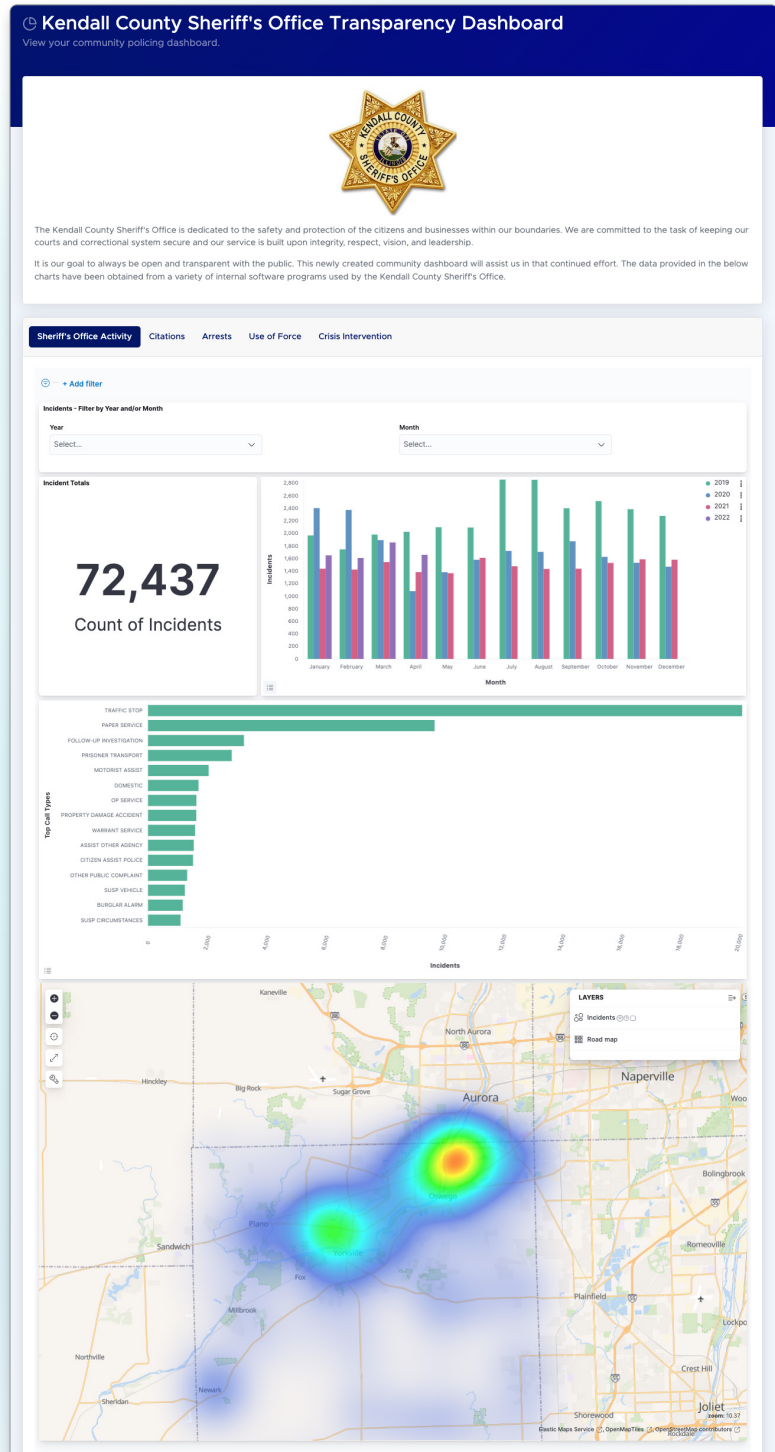 Kendall County Sheriff's Office Transparency Dashboard
View your community policing dashboard.
KENDALL COUNTY
STATE OF
ILLINOIS
SHERIFF'S OFFICE
The Kendall County Sheriff's Office is dedicated to the safety and protection of the citizens and businesses within our boundaries. We are committed to the task of keeping our
courts and correctional system secure and our service is built upon integrity, respect, vision, and leadership.
It is our goal to always be open and transparent with the public. This newly created community dashboard will assist us in that continued effort. The data provided in the below
charts have been obtained from a variety of internal software programs used by the Kendall County Sheriff's Office.
Sheriff's Office Activity Citations Arrests Use of Force Crisis Intervention
+ Add filter
Incidents - Filter by Year and/or Month
Year Month
Select... Select...
Incident Totals
72,437
Count of Incidents
2,800
2,600
2,400
2,200
2,000
1,800
1,600
1,400
1,200
1,000
800
600
400
200
0
Incidents
January February March April May June July August September October November December
Month
2019
2020
2021
2022
Top Call Types
TRAFFIC STOP
PAPER SERVICE
FOLLOW-UP INVESTIGATION
PRISONER TRANSPORT
MOTORIST ASSIST
DOMESTIC
OP SERVICE
PROPERTY DAMAGE ACCIDENT
WARRANT SERVICE
ASSIST OTHER AGENCY
CITIZEN ASSIST POLICE
OTHER PUBLIC COMPLAINT
SUSP VEHICLE
BURGLAR ALARM
SUSP CIRCUMSTANCES
0 2,000 4,000 6,000 8,000 10,000 12,000 14,000 16,000 18,000 20,000
Incidents
LAYERS
Incidents
Road map
Kaneville
North Aurora
Hinckley
Big Rock
Sugar Grove
Aurora
Naperville
Woo
Bolingbrook
Oswego
Plano
Yorkville
Sandwich
Romeoville
Fox
Millbrook
Plainfield
Lockpo
Northville
Crest Hill
Newark
Sheridan
Shorewood
Joliet
zoom: 10.37
Rockdale
Elastic Maps Service , OpenMapTiles , OpenStreetMap contributors